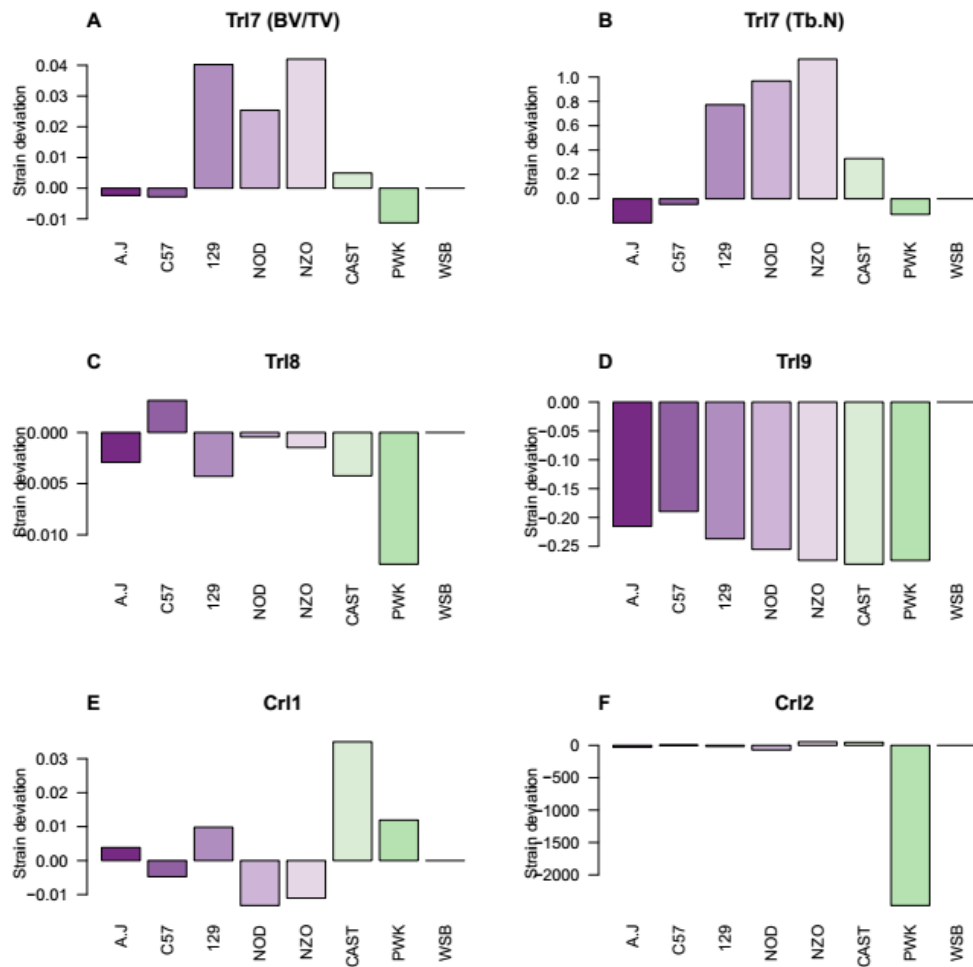 A Trl7 (BV/TV)
Strain deviation
0.04
0.03
0.02
0.01
0.00
−0.01
A.J C57 129 NOD NZO CAST PWK WSB
B Trl7 (Tb.N)
Strain deviation
1.0
0.8
0.6
0.4
0.2
0.0
A.J C57 129 NOD NZO CAST PWK WSB
C Trl8
Strain deviation
0.000
−0.005
−0.010
A.J C57 129 NOD NZO CAST PWK WSB
D Trl9
Strain deviation
0.00
−0.05
−0.10
−0.15
−0.20
−0.25
A.J C57 129 NOD NZO CAST PWK WSB
E Crl1
Strain deviation
0.03
0.02
0.01
0.00
−0.01
A.J C57 129 NOD NZO CAST PWK WSB
F Crl2
Strain deviation
0
−500
−1000
−1500
−2000
A.J C57 129 NOD NZO CAST PWK WSB